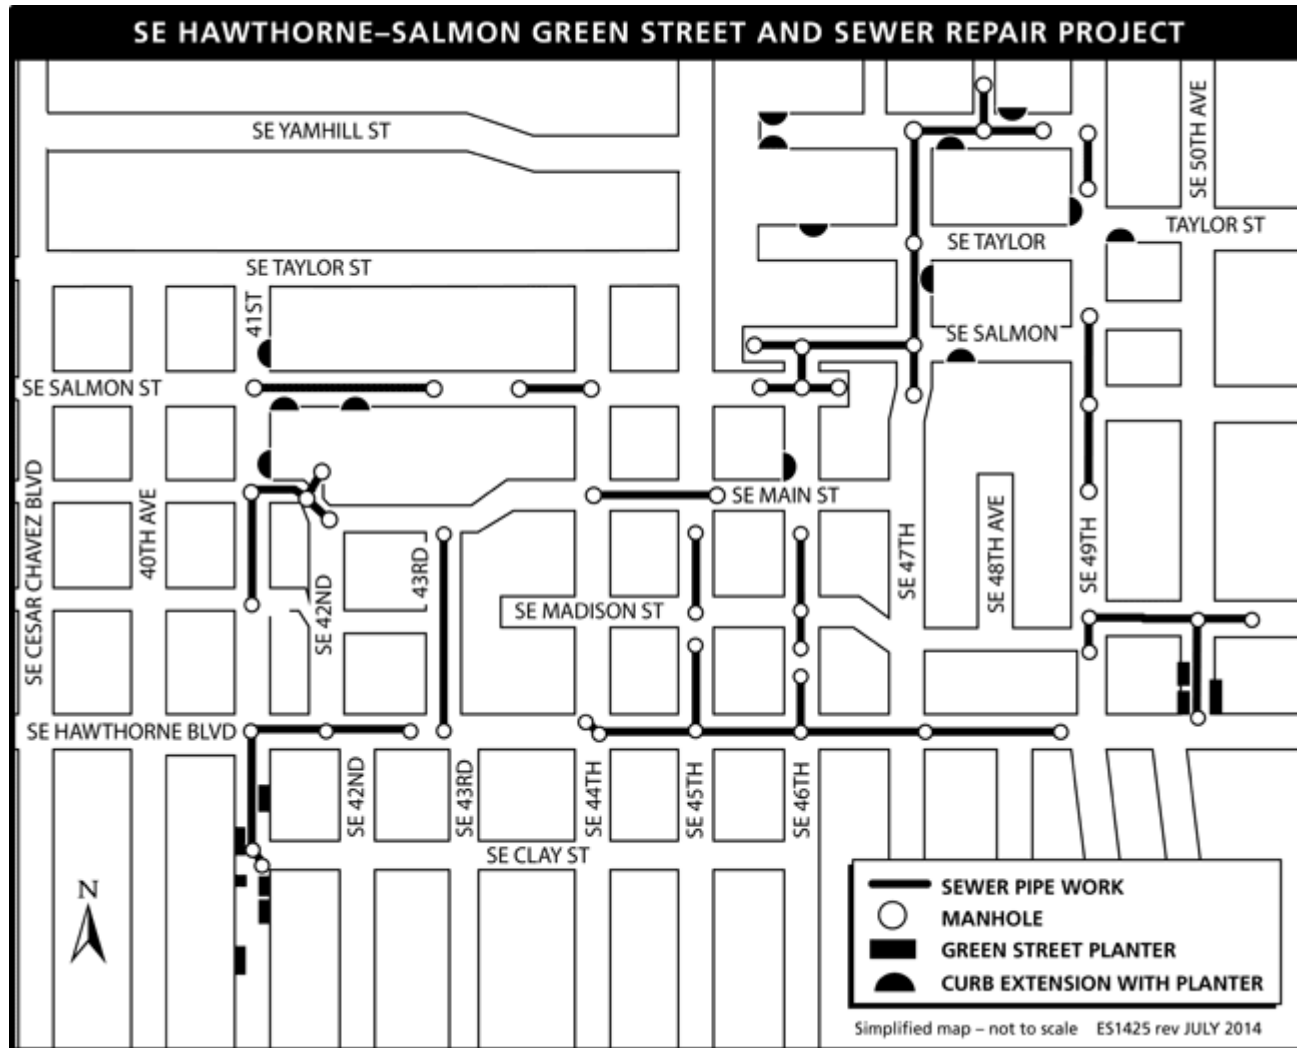 SE HAWTHORNE–SALMON GREEN STREET AND SEWER REPAIR PROJECT
SE YAMHILL ST
SE 50TH AVE
TAYLOR ST
SE TAYLOR
SE TAYLOR ST
41ST
SE SALMON
SE SALMON ST
SE CESAR CHAVEZ BLVD
40TH AVE
SE MAIN ST
SE 42ND
43RD
SE MADISON ST
SE 47TH
SE 48TH AVE
SE 49TH
SE HAWTHORNE BLVD
SE 42ND
SE 43RD
SE 44TH
SE 45TH
SE 46TH
SE CLAY ST
N
SEWER PIPE WORK
MANHOLE
GREEN STREET PLANTER
CURB EXTENSION WITH PLANTER
Simplified map – not to scale ES1425 rev JULY 2014